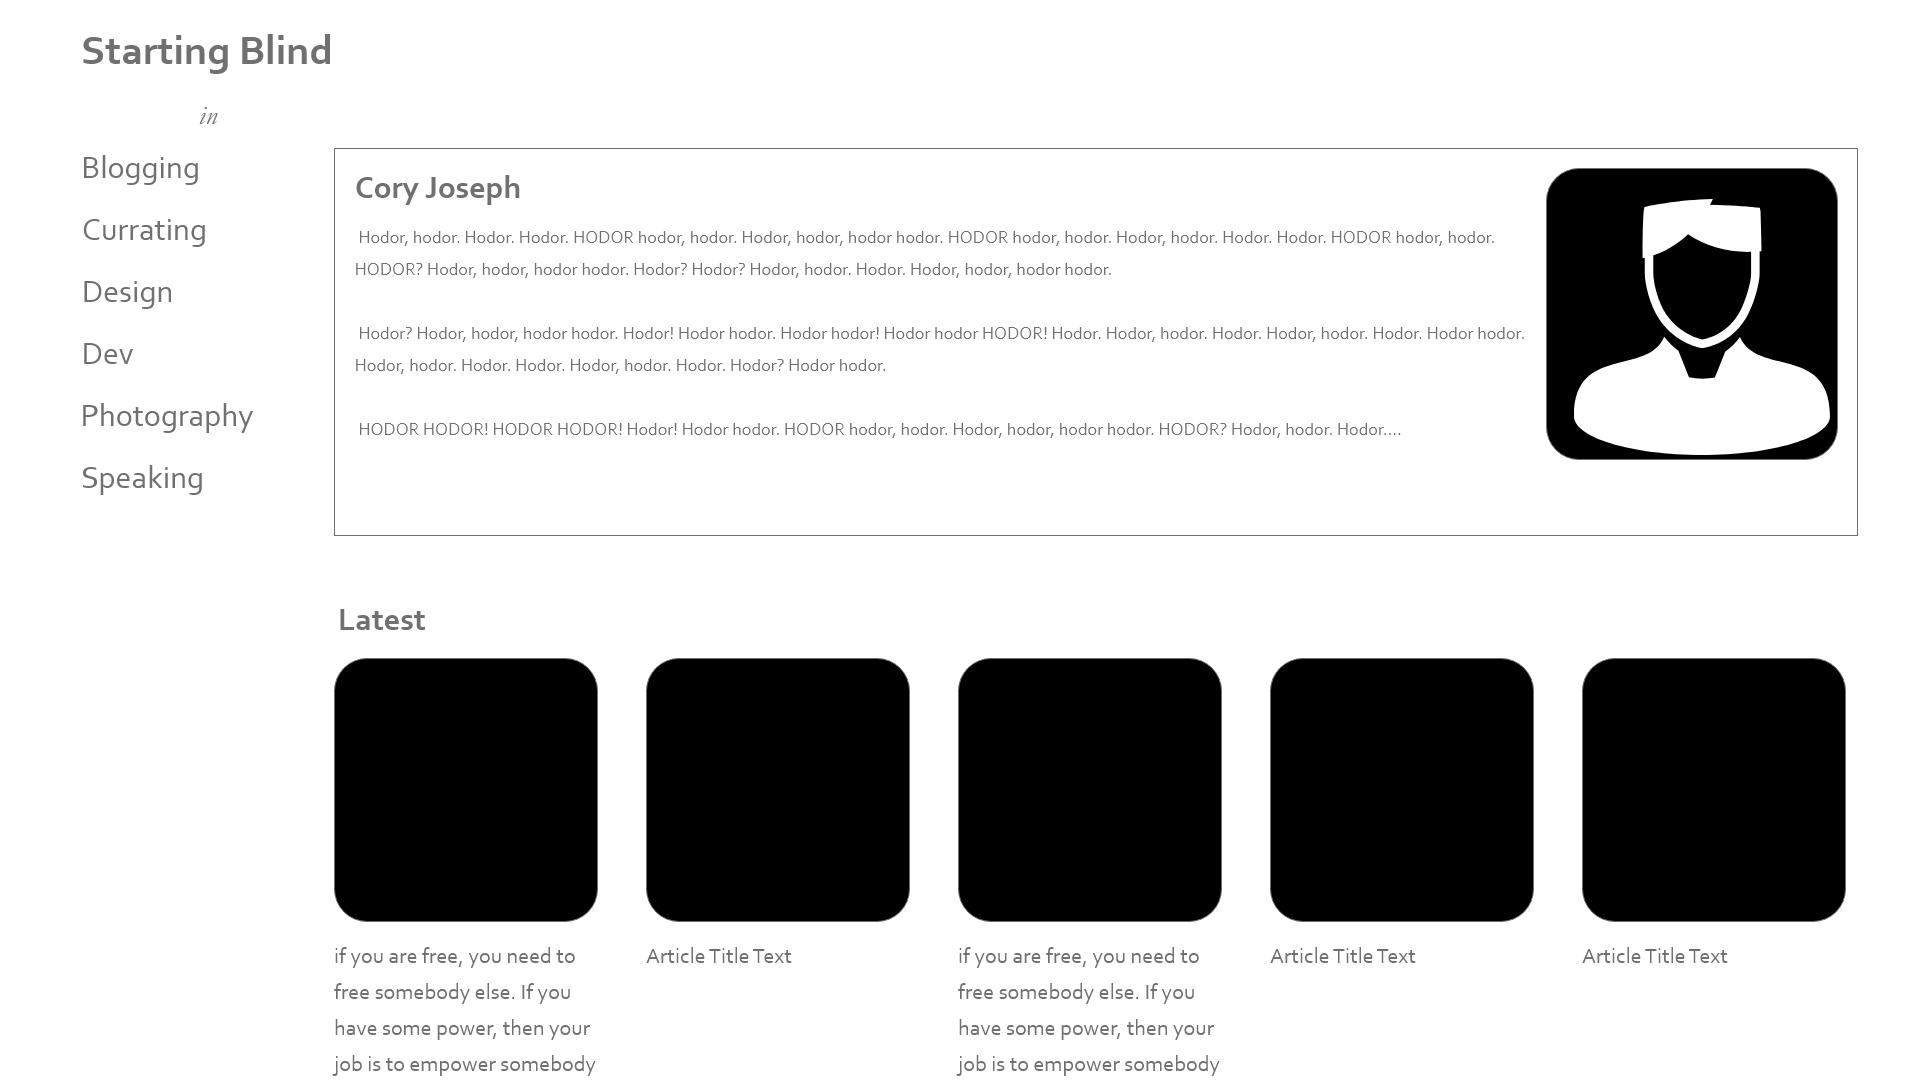 Starting Blind
in
Blogging
Currating
Design
Dev
Photography
Speaking
Cory Joseph
Hodor, hodor. Hodor. Hodor. HODOR hodor, hodor. Hodor, hodor, hodor hodor. HODOR hodor, hodor. Hodor, hodor. Hodor. Hodor. HODOR hodor, hodor.
HODOR? Hodor, hodor, hodor hodor. Hodor? Hodor? Hodor, hodor. Hodor. Hodor, hodor, hodor hodor.
Hodor? Hodor, hodor, hodor hodor. Hodor! Hodor hodor. Hodor hodor! Hodor hodor HODOR! Hodor. Hodor, hodor. Hodor. Hodor, hodor. Hodor. Hodor hodor.
Hodor, hodor. Hodor. Hodor. Hodor, hodor. Hodor. Hodor? Hodor hodor.
HODOR HODOR! HODOR HODOR! Hodor! Hodor hodor. HODOR hodor, hodor. Hodor, hodor, hodor hodor. HODOR? Hodor, hodor. Hodor....
Latest
if you are free, you need to
free somebody else. If you
have some power, then your
job is to empower somebody
Article Title Text
if you are free, you need to
free somebody else. If you
have some power, then your
job is to empower somebody
Article Title Text
Article Title Text